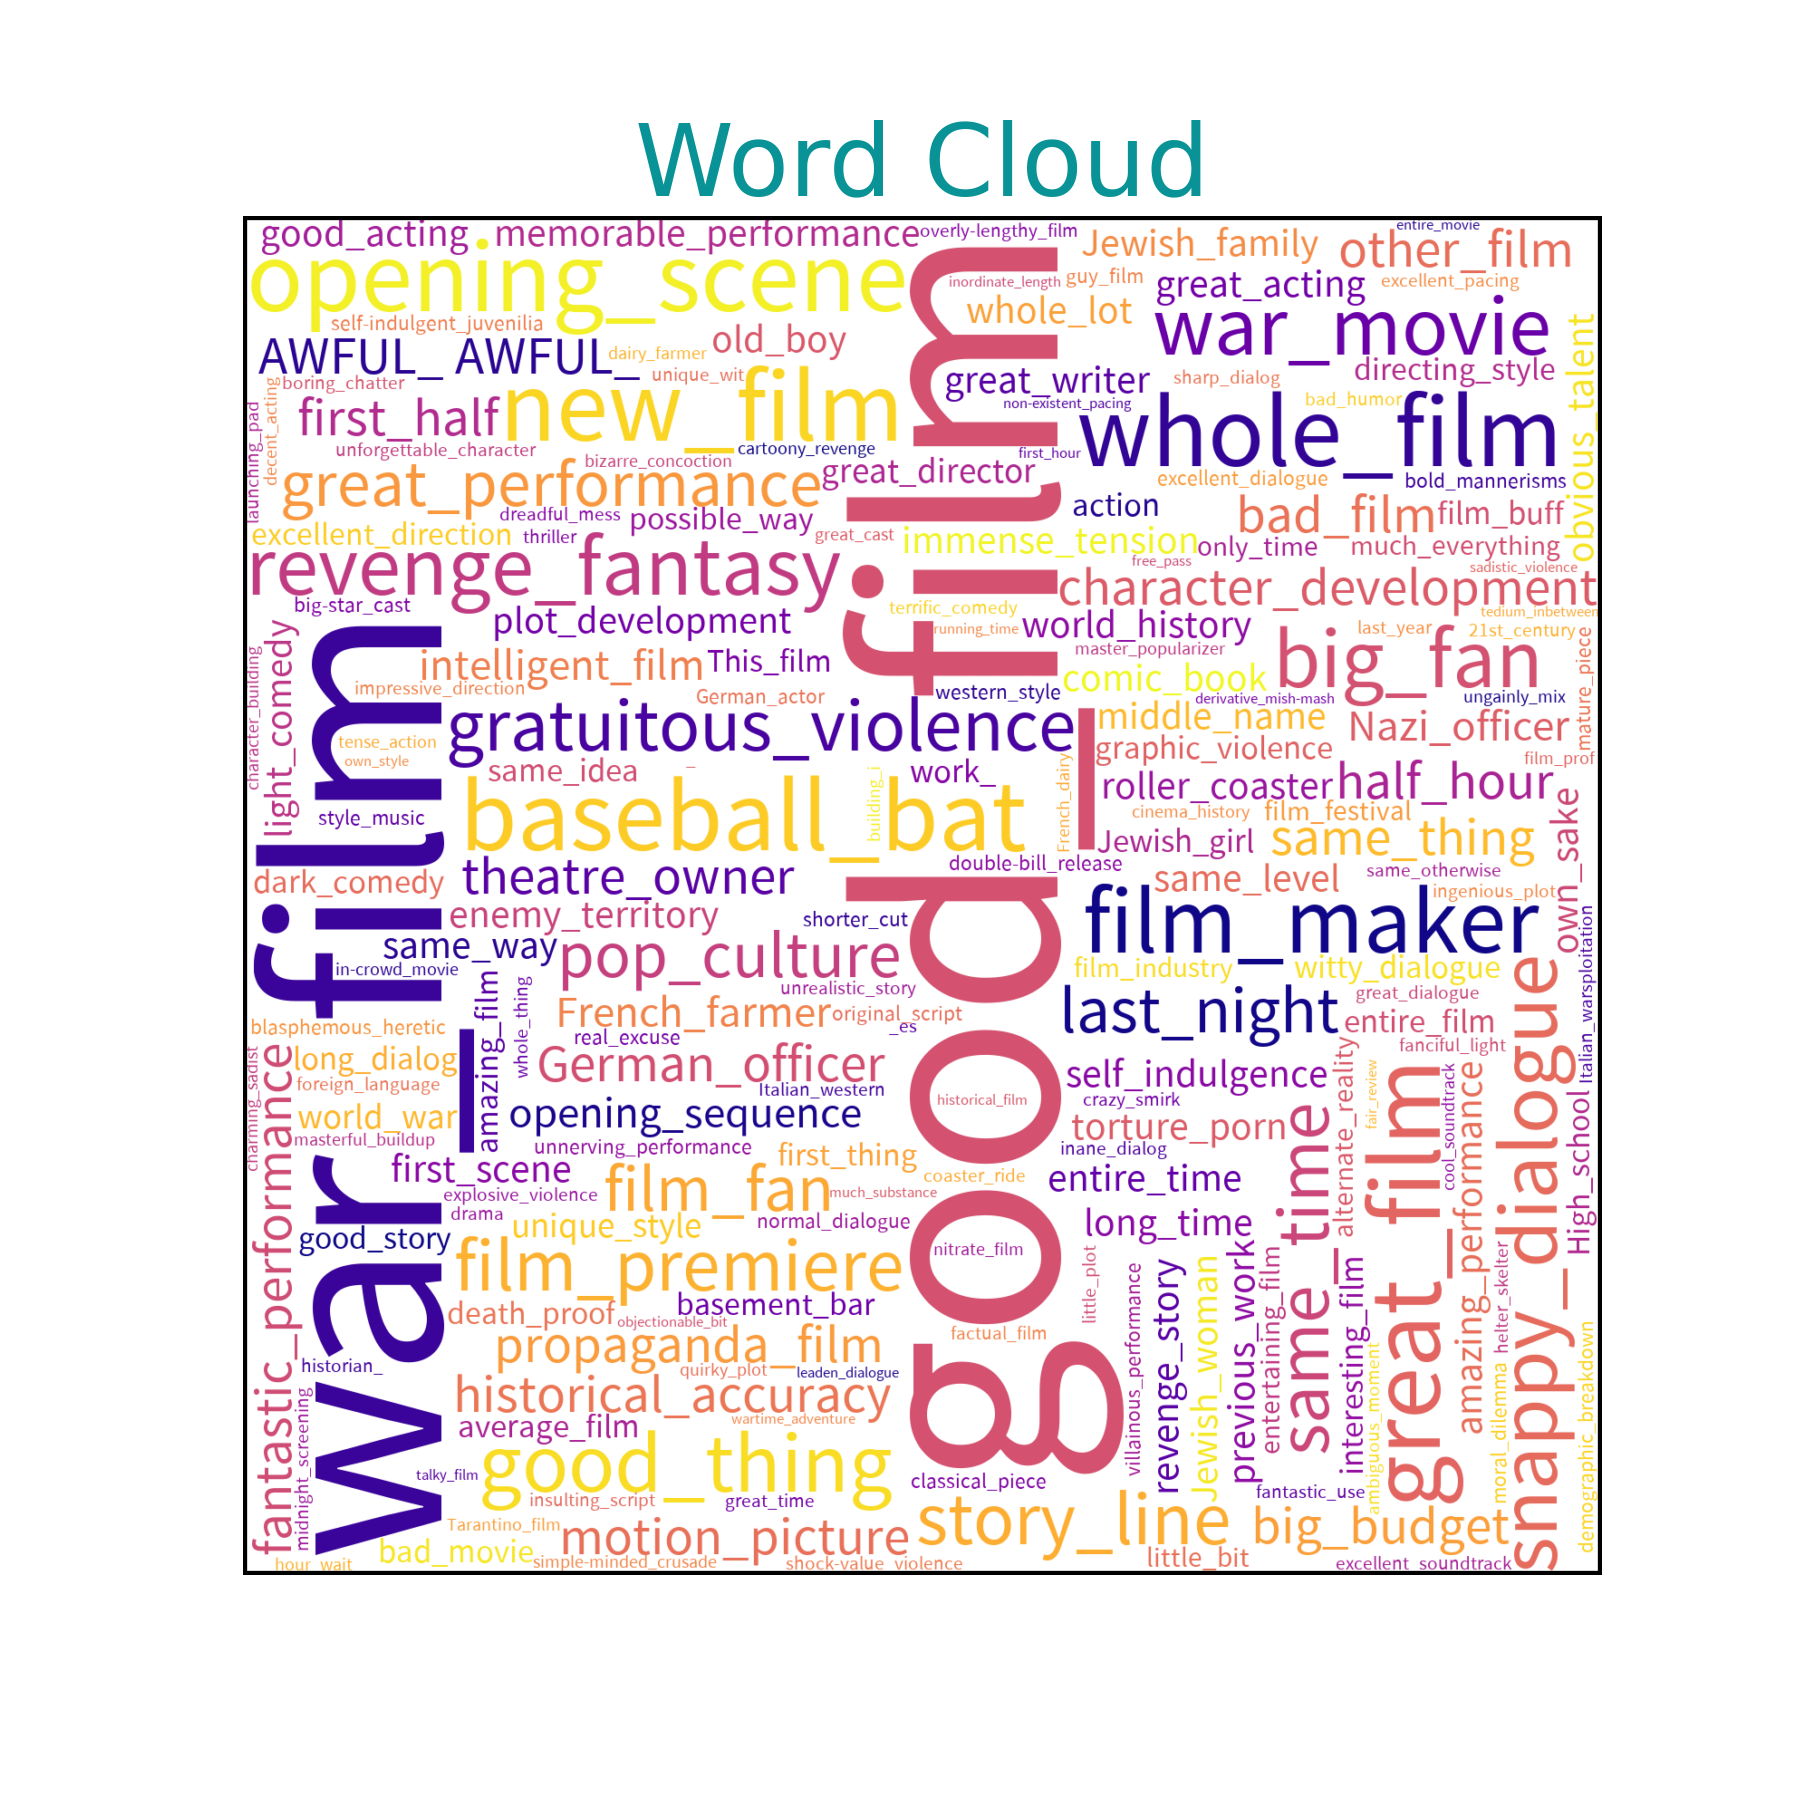 Word Cloud
good_acting
memorable_performance
overly-lengthy_film
Jewish_family
other_film
entire_movie
opening_scene
inordinate_length
guy_film
great_acting
excellent_pacing
self-indulgent_juvenilia
whole_lot
war_movie
AWFUL_ AWFUL_
dairy_farmer
old_boy
directing_style
obvious_talent
boring_chatter
unique_wit
great_writer
sharp_dialog
decent_acting
launching_pad
first_half
new_film
non-existent_pacing
bad_humor
whole_film
unforgettable_character
cartoony_revenge
first_hour
bizarre_concoction
great_performance
great_director
excellent_dialogue
bold_mannerisms
dreadful_mess
possible_way
action
bad_film
film_buff
excellent_direction
thriller
great_cast
immense_tension
only_time
much_everything
free_pass
sadistic_violence
revenge_fantasy
character_development
big-star_cast
plot_development
terrific_comedy
running_time
world_history
last_year
tedium_inbetween
21st_century
light_comedy
character_building
intelligent_film
This_film
master_popularizer
big_fan
mature_piece
impressive_direction
German_actor
western_style
comic_book
derivative_mish-mash
ungainly_mix
gratuitous_violence
middle_name
Nazi_officer
tense_action
own_style
graphic_violence
film_prof
same_idea
_
work_
roller_coaster
half_hour
style_music
baseball_bat
building_i
French_dairy
cinema_history
film_festival
own_sake
Jewish_girl
same_thing
dark_comedy
theatre_owner
double-bill_release
same_level
same_otherwise
ingenious_plot
enemy_territory
shorter_cut
film_maker
same_way
pop_culture
in-crowd_movie
film_industry
witty_dialogue
Italian_warsploitation
war_film
good_film
amazing_film
whole_thing
unrealistic_story
last_night
great_dialogue
French_farmer
original_script
_es
entire_film
blasphemous_heretic
real_excuse
fanciful_light
long_dialog
German_officer
self_indulgence
alternate_reality
foreign_language
Italian_western
historical_film
crazy_smirk
fair_review
cool_soundtrack
world_war
opening_sequence
torture_porn
High_school
charming_sadist
masterful_buildup
unnerving_performance
first_thing
inane_dialog
first_scene
film_fan
coaster_ride
entire_time
explosive_violence
much_substance
drama
unique_style
normal_dialogue
long_time
good_story
nitrate_film
fantastic_performance
film_premiere
little_plot
villainous_performance
revenge_story
Jewish_woman
previous_work
entertaining_film
same_time
interesting_film
great_film
amazing_performance
helter_skelter
snappy_dialogue
death_proof
basement_bar
objectionable_bit
factual_film
propaganda_film
historian_
quirky_plot
leaden_dialogue
ambiguous_moment
moral_dilemma
demographic_breakdown
midnight_screening
historical_accuracy
wartime_adventure
average_film
good_thing
talky_film
classical_piece
insulting_script
great_time
fantastic_use
Tarantino_film
motion_picture
story_line
big_budget
bad_movie
hour_wait
simple-minded_crusade
shock-value_violence
little_bit
excellent_soundtrack